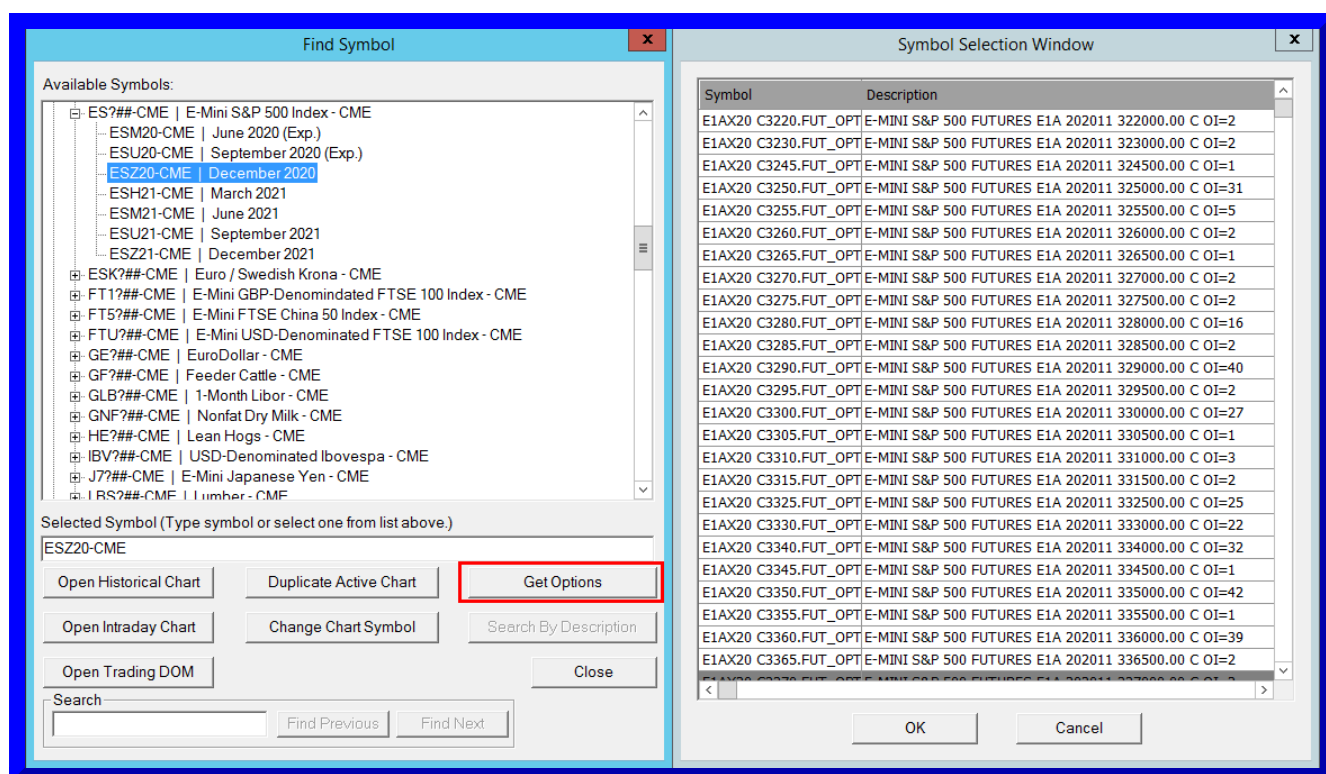 Find Symbol
x
Available Symbols:
ES?##-CME | E-Mini S&P 500 Index - CME
ESM20-CME | June 2020 (Exp.)
ESU20-CME | September 2020 (Exp.)
ESZ20-CME | December 2020
ESH21-CME | March 2021
ESM21-CME | June 2021
ESU21-CME | September 2021
ESZ21-CME | December 2021
ESK?##-CME | Euro / Swedish Krona - CME
FT1?##-CME | E-Mini GBP-Denomindated FTSE 100 Index - CME
FT5?##-CME | E-Mini FTSE China 50 Index - CME
FTU?##-CME | E-Mini USD-Denominated FTSE 100 Index - CME
GE?##-CME | EuroDollar - CME
GF?##-CME | Feeder Cattle - CME
GLB?##-CME | 1-Month Libor - CME
GNF?##-CME | Nonfat Dry Milk - CME
HE?##-CME | Lean Hogs - CME
IBV?##-CME | USD-Denominated Ibovespa - CME
J7?##-CME | E-Mini Japanese Yen - CME
LBS?##-CME | Lumber - CME
Selected Symbol (Type symbol or select one from list above.)
ESZ20-CME
Open Historical Chart Duplicate Active Chart Get Options
Open Intraday Chart Change Chart Symbol Search By Description
Open Trading DOM Close
Search
Find Previous Find Next
Symbol Selection Window
x
Symbol Description
E1AX20 C3220.FUT_OPT E-MINI S&P 500 FUTURES E1A 202011 322000.00 C OI=2
E1AX20 C3230.FUT_OPT E-MINI S&P 500 FUTURES E1A 202011 323000.00 C OI=2
E1AX20 C3245.FUT_OPT E-MINI S&P 500 FUTURES E1A 202011 324500.00 C OI=1
E1AX20 C3250.FUT_OPT E-MINI S&P 500 FUTURES E1A 202011 325000.00 C OI=31
E1AX20 C3255.FUT_OPT E-MINI S&P 500 FUTURES E1A 202011 325500.00 C OI=5
E1AX20 C3260.FUT_OPT E-MINI S&P 500 FUTURES E1A 202011 326000.00 C OI=2
E1AX20 C3265.FUT_OPT E-MINI S&P 500 FUTURES E1A 202011 326500.00 C OI=1
E1AX20 C3270.FUT_OPT E-MINI S&P 500 FUTURES E1A 202011 327000.00 C OI=2
E1AX20 C3275.FUT_OPT E-MINI S&P 500 FUTURES E1A 202011 327500.00 C OI=2
E1AX20 C3280.FUT_OPT E-MINI S&P 500 FUTURES E1A 202011 328000.00 C OI=16
E1AX20 C3285.FUT_OPT E-MINI S&P 500 FUTURES E1A 202011 328500.00 C OI=2
E1AX20 C3290.FUT_OPT E-MINI S&P 500 FUTURES E1A 202011 329000.00 C OI=40
E1AX20 C3295.FUT_OPT E-MINI S&P 500 FUTURES E1A 202011 329500.00 C OI=2
E1AX20 C3300.FUT_OPT E-MINI S&P 500 FUTURES E1A 202011 330000.00 C OI=27
E1AX20 C3305.FUT_OPT E-MINI S&P 500 FUTURES E1A 202011 330500.00 C OI=1
E1AX20 C3310.FUT_OPT E-MINI S&P 500 FUTURES E1A 202011 331000.00 C OI=3
E1AX20 C3315.FUT_OPT E-MINI S&P 500 FUTURES E1A 202011 331500.00 C OI=2
E1AX20 C3325.FUT_OPT E-MINI S&P 500 FUTURES E1A 202011 332500.00 C OI=25
E1AX20 C3330.FUT_OPT E-MINI S&P 500 FUTURES E1A 202011 333000.00 C OI=22
E1AX20 C3340.FUT_OPT E-MINI S&P 500 FUTURES E1A 202011 334000.00 C OI=32
E1AX20 C3345.FUT_OPT E-MINI S&P 500 FUTURES E1A 202011 334500.00 C OI=1
E1AX20 C3350.FUT_OPT E-MINI S&P 500 FUTURES E1A 202011 335000.00 C OI=42
E1AX20 C3355.FUT_OPT E-MINI S&P 500 FUTURES E1A 202011 335500.00 C OI=1
E1AX20 C3360.FUT_OPT E-MINI S&P 500 FUTURES E1A 202011 336000.00 C OI=39
E1AX20 C3365.FUT_OPT E-MINI S&P 500 FUTURES E1A 202011 336500.00 C OI=2
OK Cancel